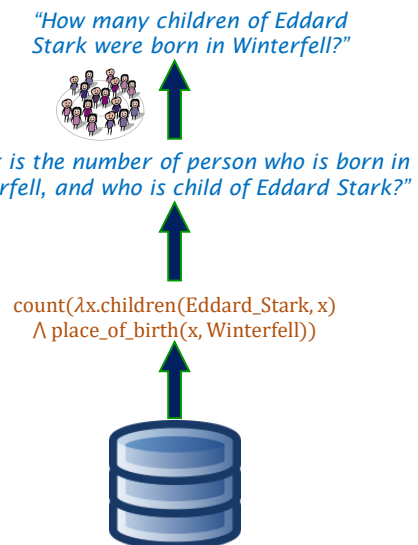 “How many children of Eddard
Stark were born in Winterfell?”
is the number of person who is born in
rfell, and who is child of Eddard Stark?”
count(λx.children(Eddard_Stark, x)
∧ place_of_birth(x, Winterfell))